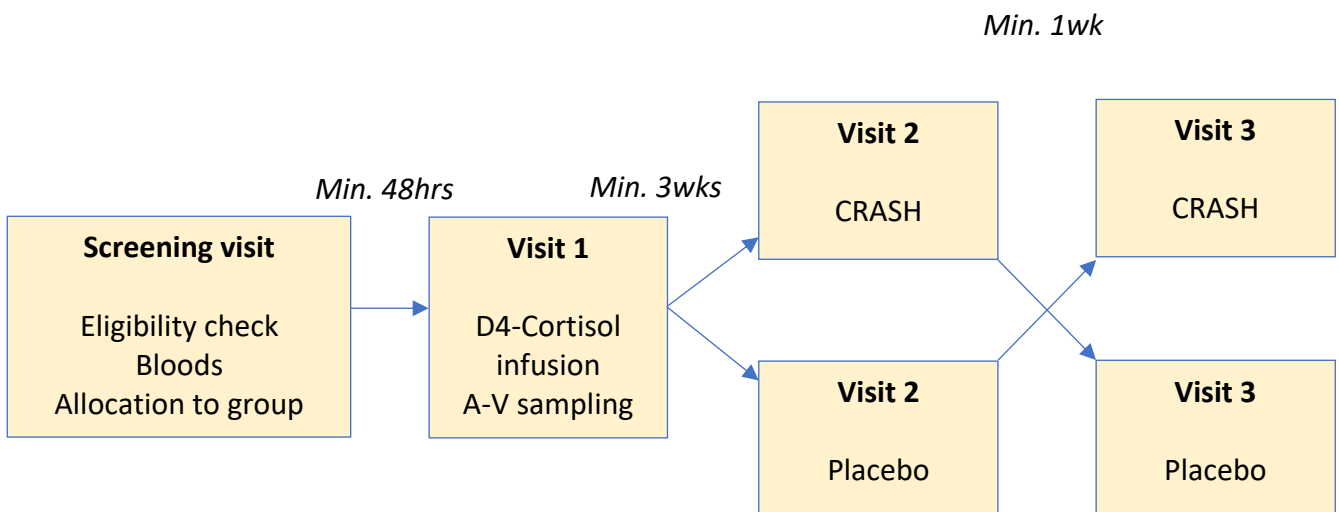 Min. 1wk
Visit 2
CRASH
Visit 3
CRASH
Min. 48hrs
Min. 3wks
Screening visit
Eligibility check
Bloods
Allocation to group
Visit 1
D4-Cortisol
infusion
A-V sampling
Visit 2
Placebo
Visit 3
Placebo